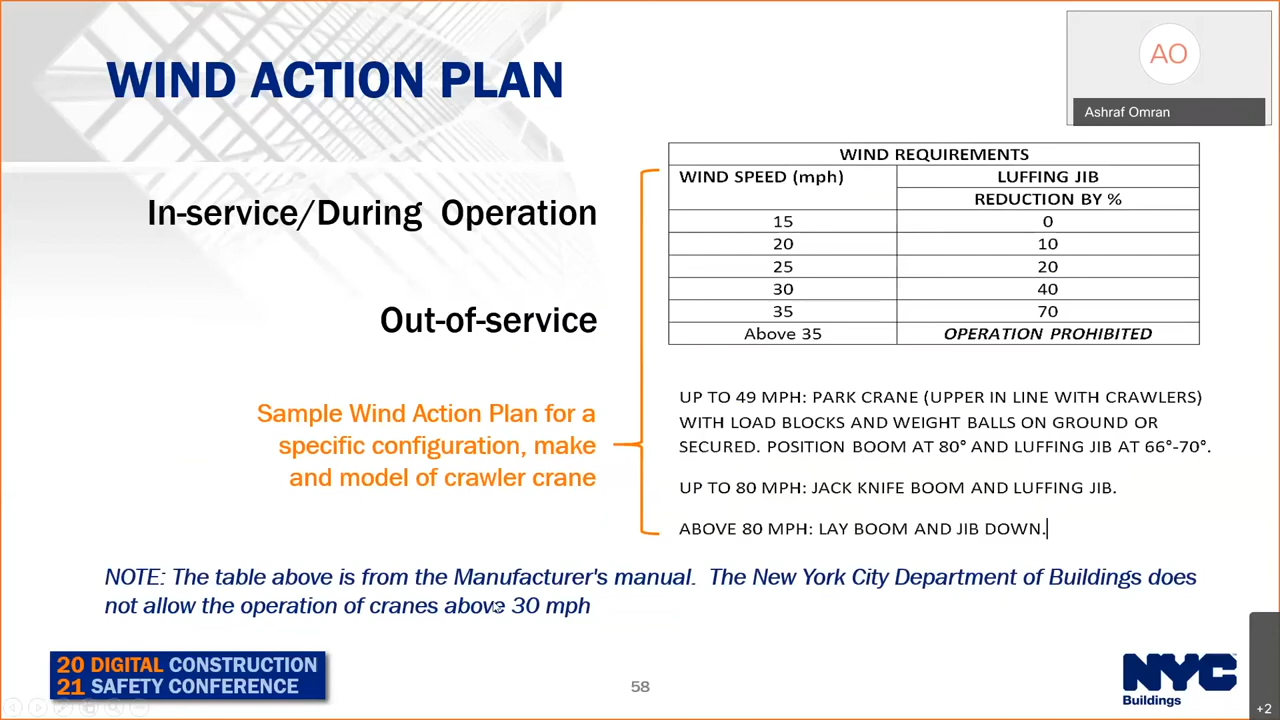 WIND ACTION PLAN
AO
Ashraf Omran
In-service/During Operation
Out-of-service
Sample Wind Action Plan for a
specific configuration, make
and model of crawler crane
WIND REQUIREMENTS
WIND SPEED (mph) LUFFING JIB
REDUCTION BY %
15 0
20 10
25 20
30 40
35 70
Above 35 OPERATION PROHIBITED
UP TO 49 MPH: PARK CRANE (UPPER IN LINE WITH CRAWLERS)
WITH LOAD BLOCKS AND WEIGHT BALLS ON GROUND OR
SECURED. POSITION BOOM AT 80° AND LUFFING JIB AT 66°-70°.
UP TO 80 MPH: JACK KNIFE BOOM AND LUFFING JIB.
ABOVE 80 MPH: LAY BOOM AND JIB DOWN.
NOTE: The table above is from the Manufacturer's manual. The New York City Department of Buildings does
not allow the operation of cranes above 30 mph
20 DIGITAL CONSTRUCTION
21 SAFETY CONFERENCE
58
NYC
Buildings
+2